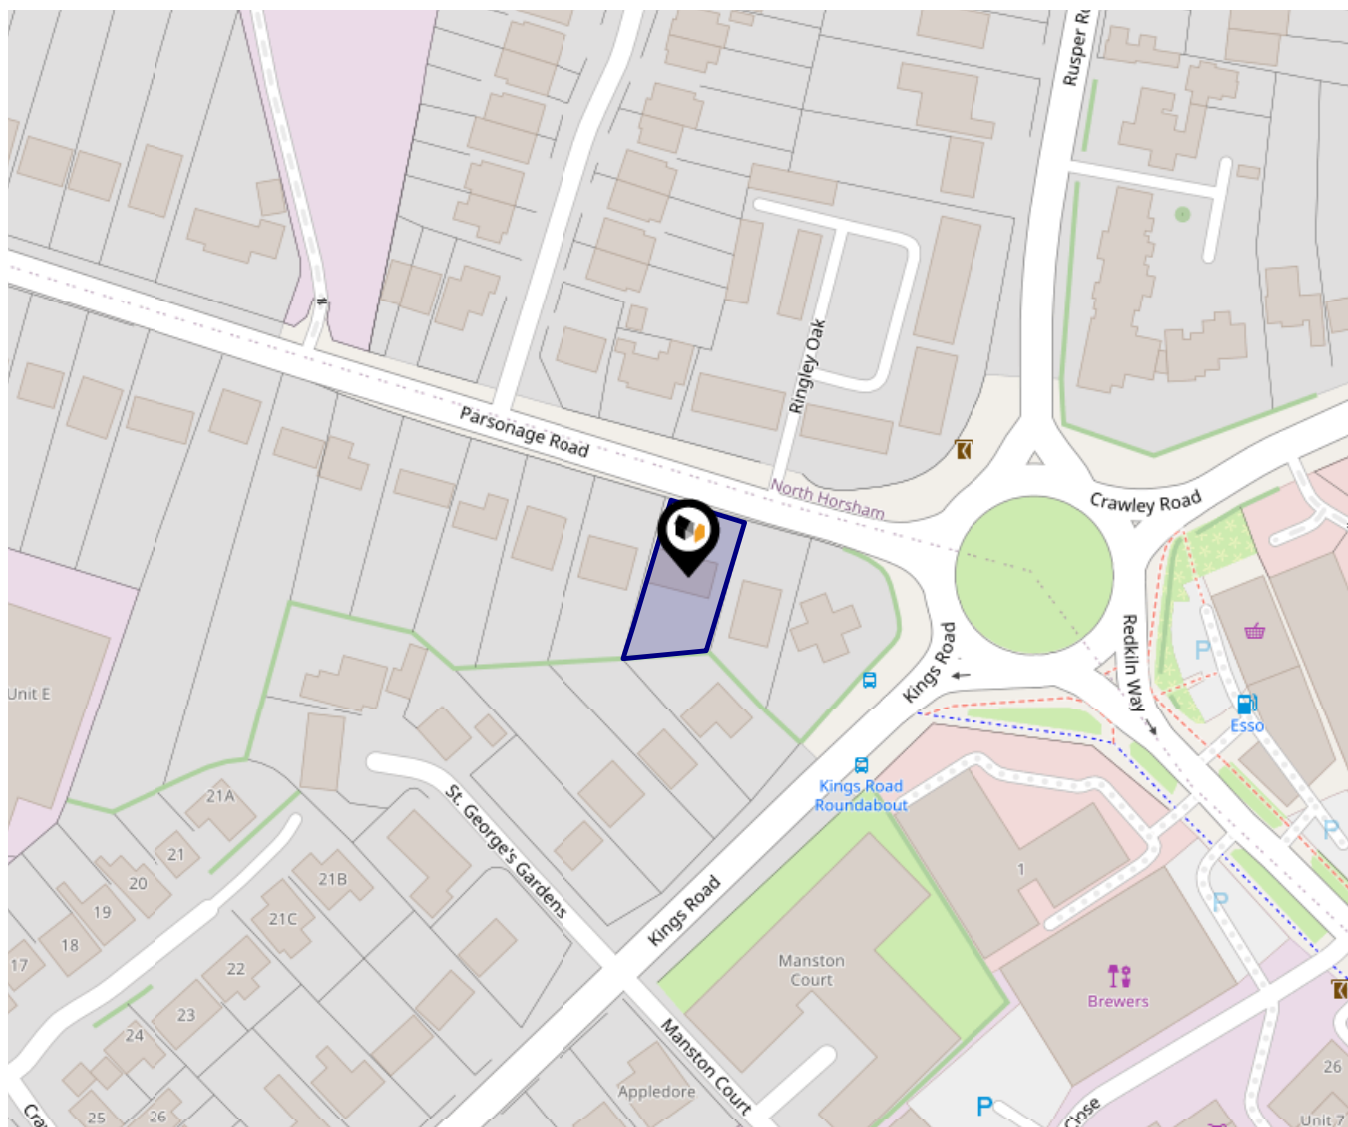 Rusper Ro
Ringley Oak
Parsonage Road
North Horsham
Crawley Road
Kings Road
Redkiln Way
Esso
P
Unit E
Kings Road
Roundabout
P
21A
St. George's Gardens
21
20
21B
1
19
P
18
21C
Kings Road
17
22
Manston
Court
Brewers
23
24
Manston Court
26
Appledore
P
Close
25
26
Unit 7
Cra